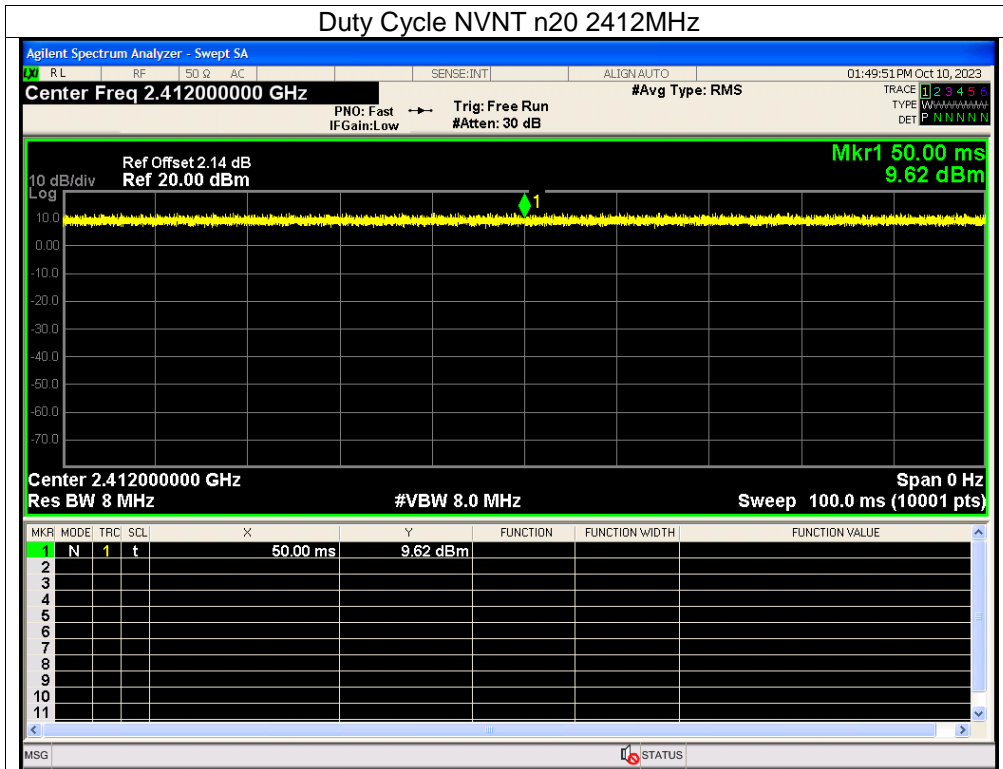 Duty Cycle NVNT n20 2412MHz
Agilent Spectrum Analyzer - Swept SA
LXI RL RF 50 Ω AC SENSE:INT ALIGN AUTO 01:49:51 PM Oct 10, 2023
Center Freq 2.412000000 GHz #Avg Type: RMS TRACE 1 2 3 4 5 6
PNO: Fast Trig: Free Run TYPE WWWWWW
IFGain:Low #Atten: 30 dB DET P N N N N N
Mkr1 50.00 ms
Ref Offset 2.14 dB
10 dB/div Ref 20.00 dBm 9.62 dBm
Log
1
10.0
0.00
-10.0
-20.0
-30.0
-40.0
-50.0
-60.0
-70.0
Center 2.412000000 GHz Span 0 Hz
Res BW 8 MHz #VBW 8.0 MHz Sweep 100.0 ms (10001 pts)
MKR MODE TRC SCL X Y FUNCTION FUNCTION WIDTH FUNCTION VALUE
1 N 1 t 50.00 ms 9.62 dBm
2
3
4
5
6
7
8
9
10
11
MSG STATUS